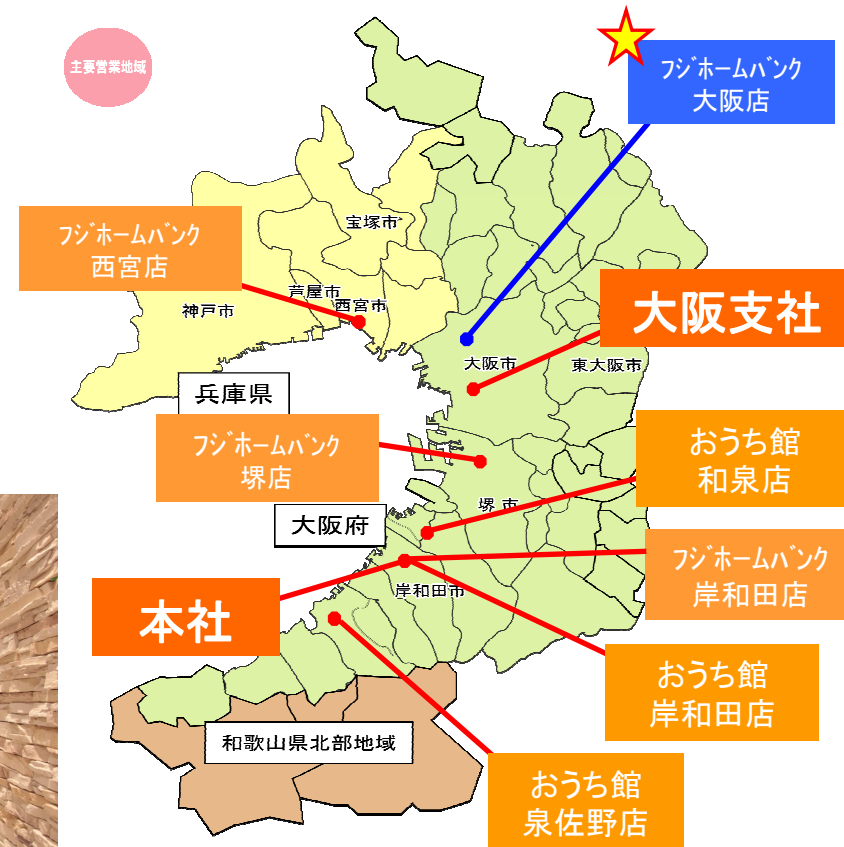 主要営業地域
ﾌｼﾞﾎｰﾑﾊﾞﾝｸ
大阪店
宝塚市
ﾌｼﾞﾎｰﾑﾊﾞﾝｸ
西宮店
芦屋市
西宮市
神戸市
大阪支社
大阪市
東大阪市
兵庫県
ﾌｼﾞﾎｰﾑﾊﾞﾝｸ
堺店
おうち館
和泉店
堺市
大阪府
ﾌｼﾞﾎｰﾑﾊﾞﾝｸ
岸和田店
岸和田市
本社
おうち館
岸和田店
和歌山県北部地域
おうち館
泉佐野店